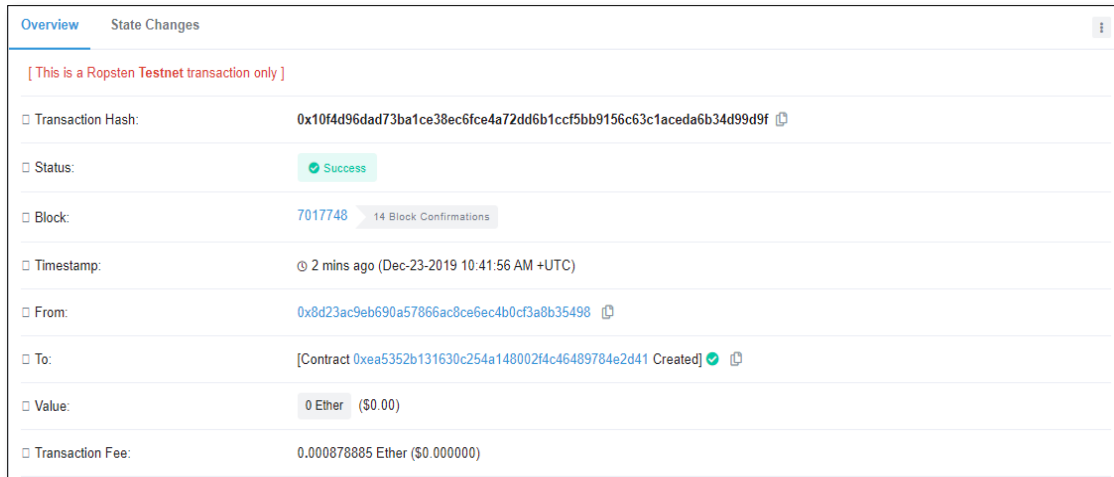 Overview State Changes
[ This is a Ropsten Testnet transaction only ]
Transaction Hash: 0x10f4d96dad73ba1ce38ec6fce4a72dd6b1ccf5bb9156c63c1aceda6b34d99d9f
Status: Success
Block: 7017748 14 Block Confirmations
Timestamp: 2 mins ago (Dec-23-2019 10:41:56 AM +UTC)
From: 0x8d23ac9eb690a57866ac8ce6ec4b0cf3a8b35498
To: [Contract 0xea5352b131630c254a148002f4c46489784e2d41 Created]
Value: 0 Ether ($0.00)
Transaction Fee: 0.000878885 Ether ($0.000000)